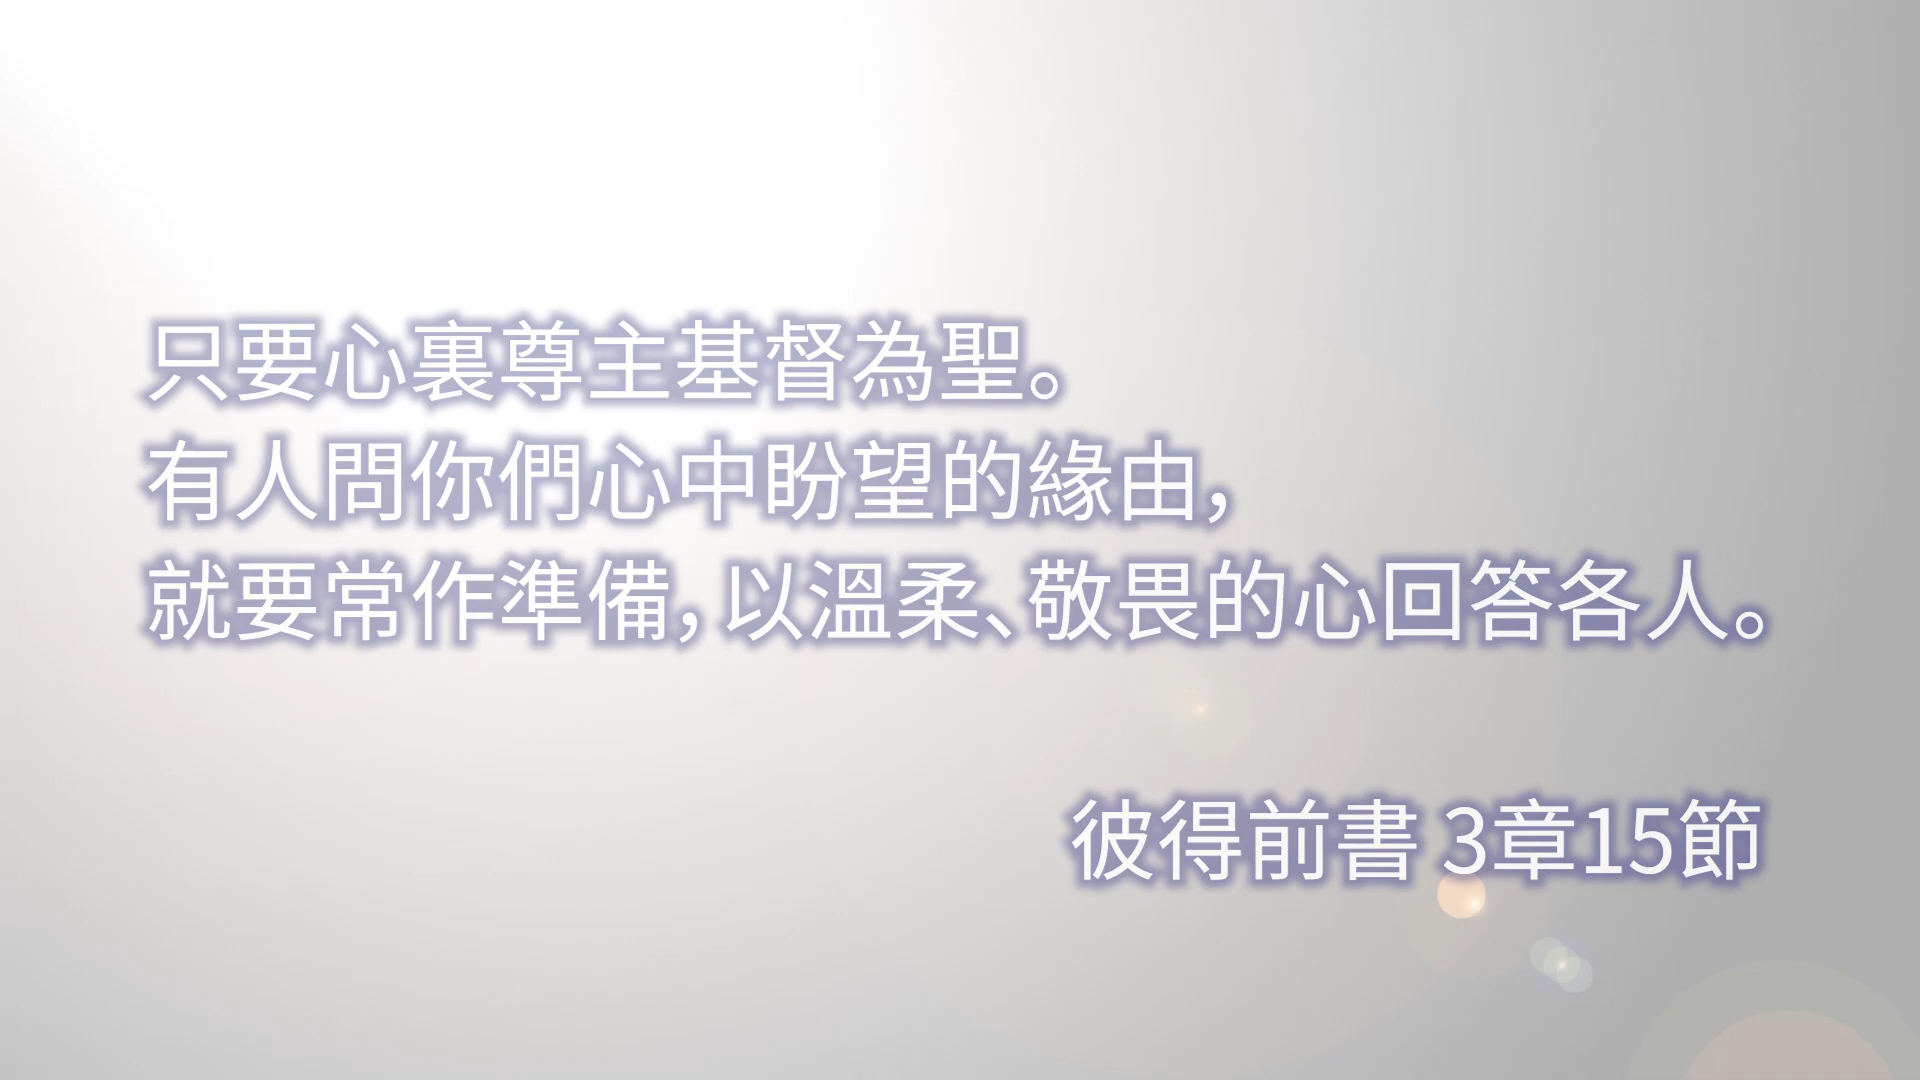 只要心裏尊主基督為聖。
有人問你們心中盼望的緣由，
就要常作準備，以溫柔、敬畏的心回答各人。
彼得前書 3章15節